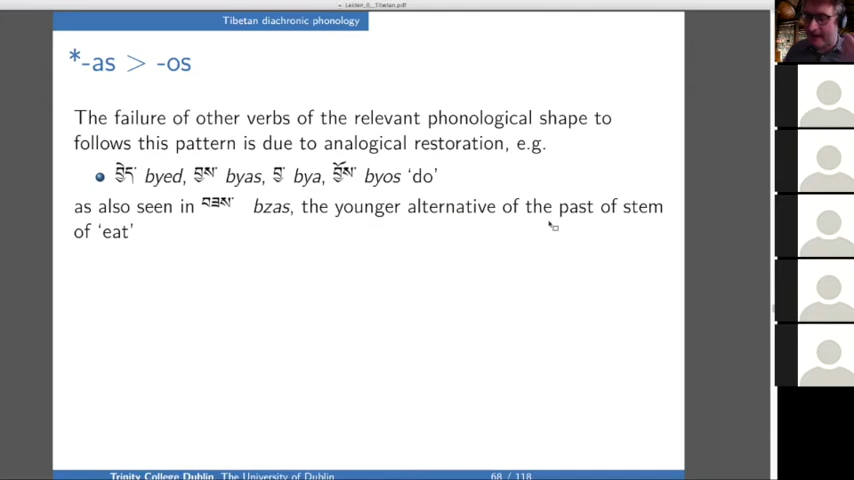 Leiden_6__Tibetan.pdf
Tibetan diachronic phonology
*-as > -os
The failure of other verbs of the relevant phonological shape to
follows this pattern is due to analogical restoration, e.g.
བྱེད་ byed, བྱས་ byas, བྱ་ bya, བྱོས་ byos ‘do’
as also seen in བཟས་ bzas, the younger alternative of the past of stem
of ‘eat’
Trinity College Dublin, The University of Dublin
68 / 118